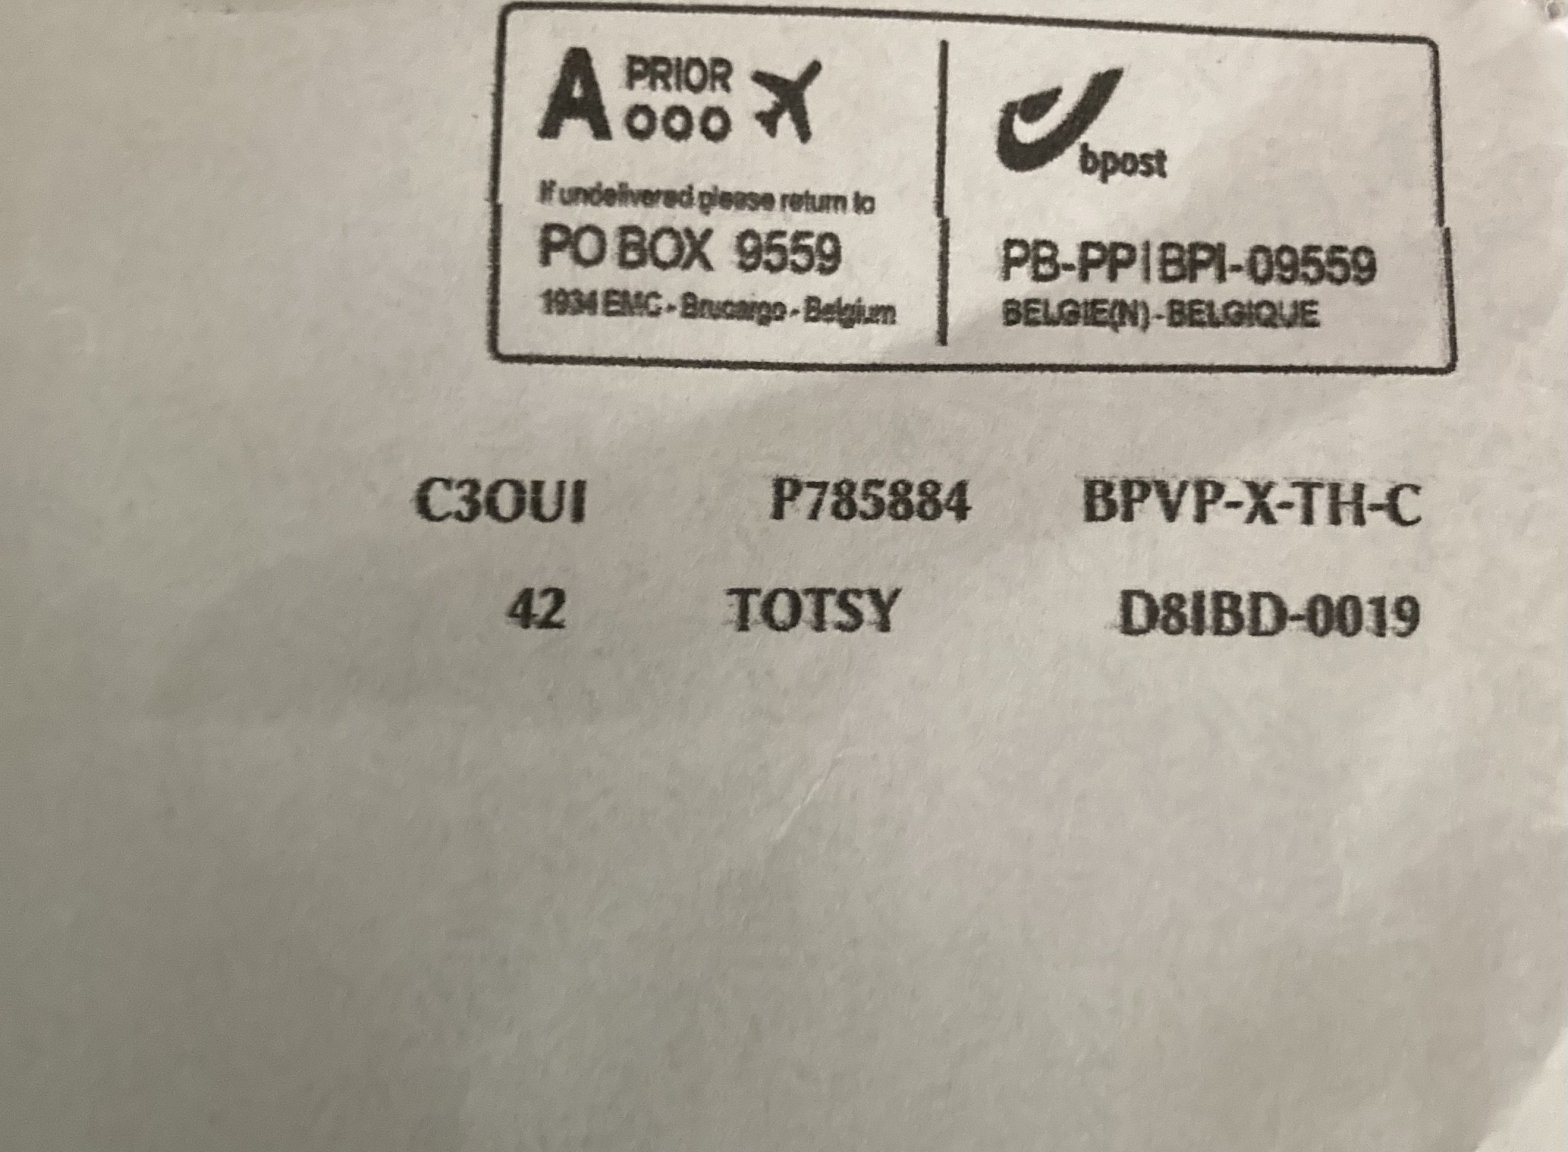 A PRIOR
OOO
If undelivered please return to
PO BOX 9559
1934 EMC - Brucargo - Belgium
bpost
PB-PP|BPI-09559
BELGIE(N)-BELGIQUE
C3OUI P785884 BPVP-X-TH-C
42 TOTSY D8IBD-0019